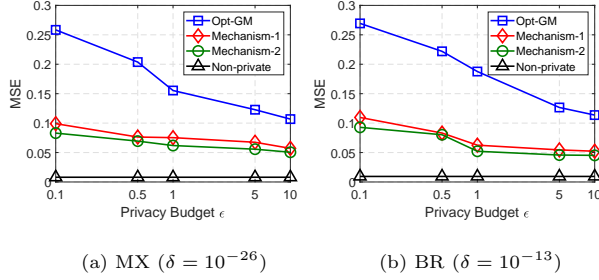 0.3
0.25
0.2
0.15
0.1
0.05
0
MSE
Opt-GM
Mechanism-1
Mechanism-2
Non-private
0.1 0.5 1 5 10
Privacy Budget ϵ
(a) MX (δ = 10⁻²⁶)
0.3
0.25
0.2
0.15
0.1
0.05
0
MSE
Opt-GM
Mechanism-1
Mechanism-2
Non-private
0.1 0.5 1 5 10
Privacy Budget ϵ
(b) BR (δ = 10⁻¹³)